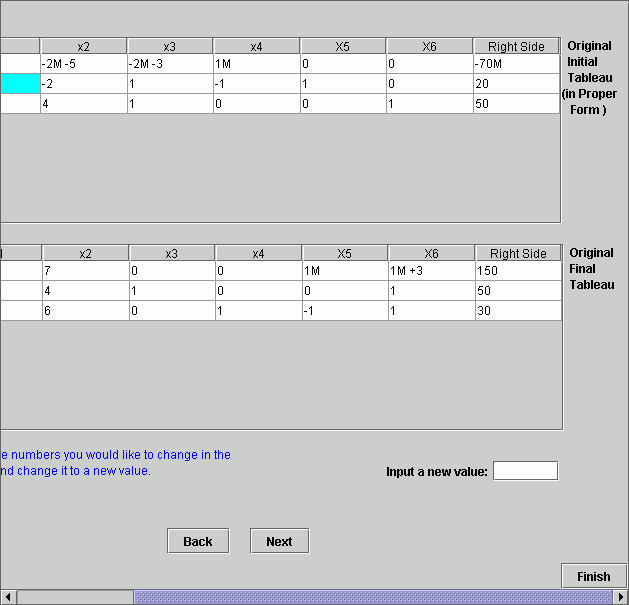 x2 x3 x4 X5 X6 Right Side
-2M -5 -2M -3 1M 0 0 -70M
-2 1 -1 1 0 20
4 1 0 0 1 50
Original
Initial
Tableau
(in Proper
Form )
l x2 x3 x4 X5 X6 Right Side
7 0 0 1M 1M +3 150
4 1 0 0 1 50
6 0 1 -1 1 30
Original
Final
Tableau
e numbers you would like to change in the
nd change it to a new value.
Input a new value:
Back Next
Finish